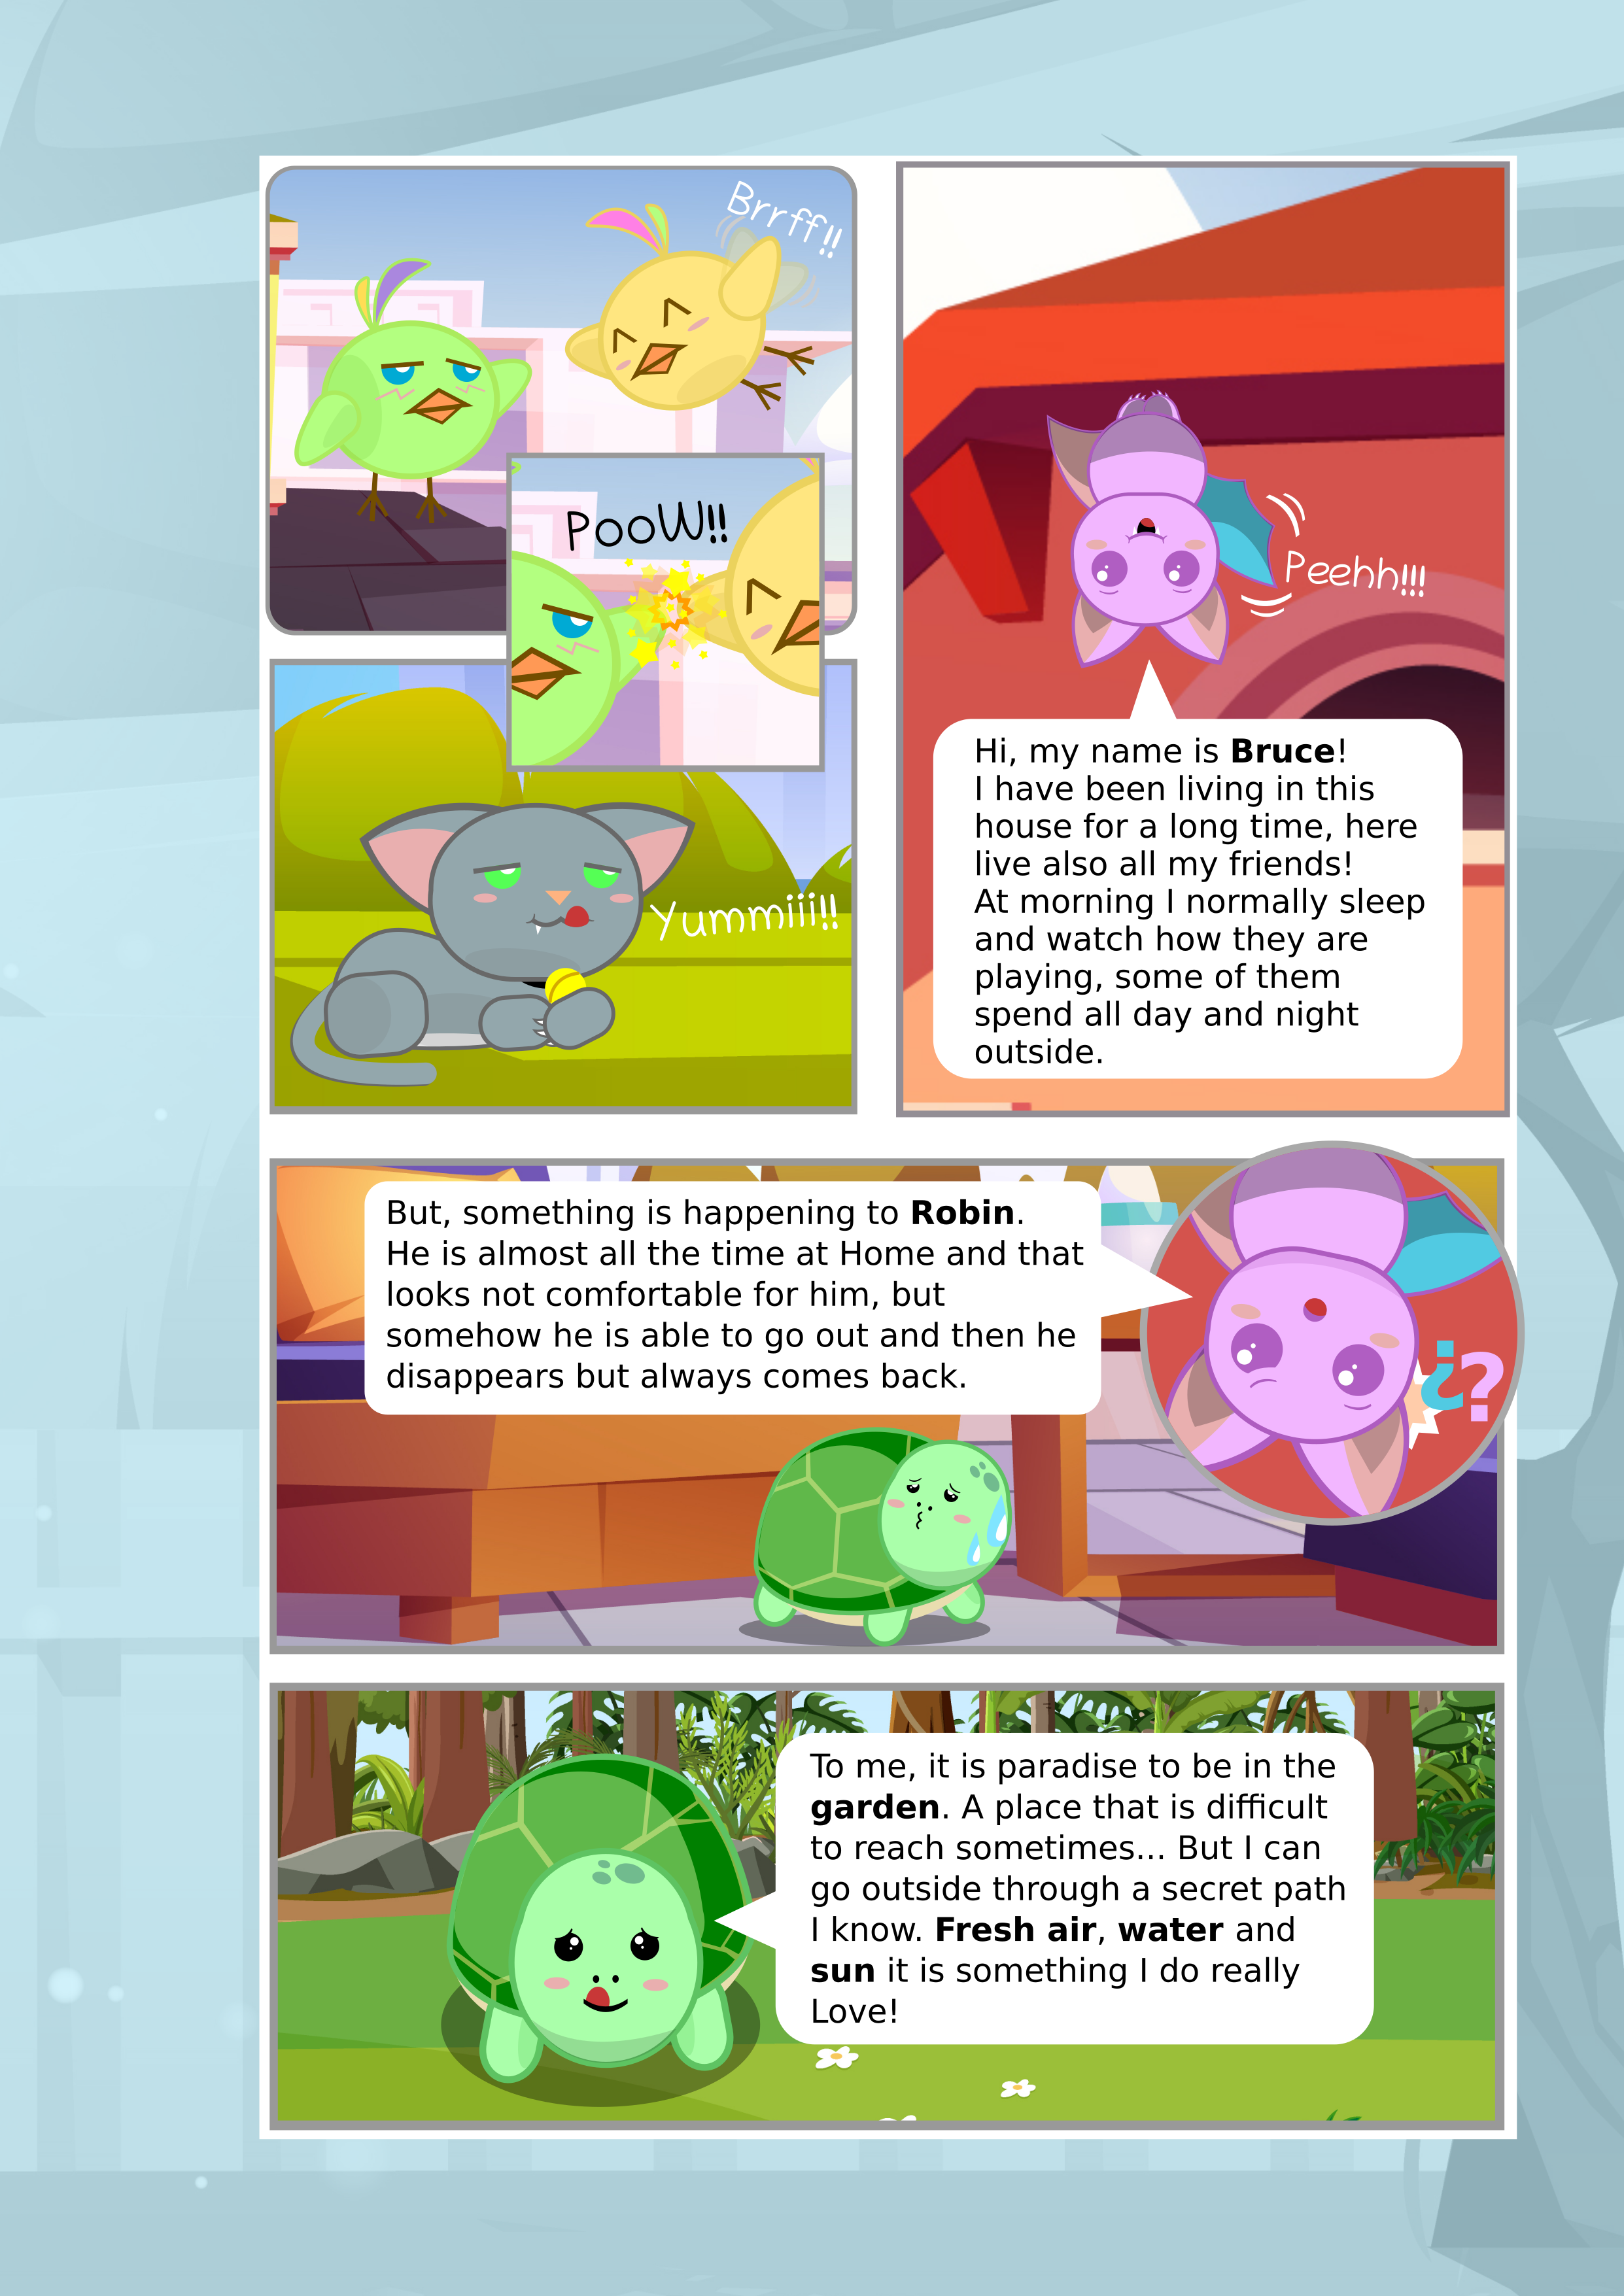 Brrff!!
PooW!!
Yummiii!!
Peehh!!!
Hi, my name is Bruce!
I have been living in this
house for a long time, here
live also all my friends!
At morning I normally sleep
and watch how they are
playing, some of them
spend all day and night
outside.
But, something is happening to Robin.
He is almost all the time at Home and that
looks not comfortable for him, but
somehow he is able to go out and then he
disappears but always comes back.
¿?
To me, it is paradise to be in the
garden. A place that is difficult
to reach sometimes... But I can
go outside through a secret path
I know. Fresh air, water and
sun it is something I do really
Love!